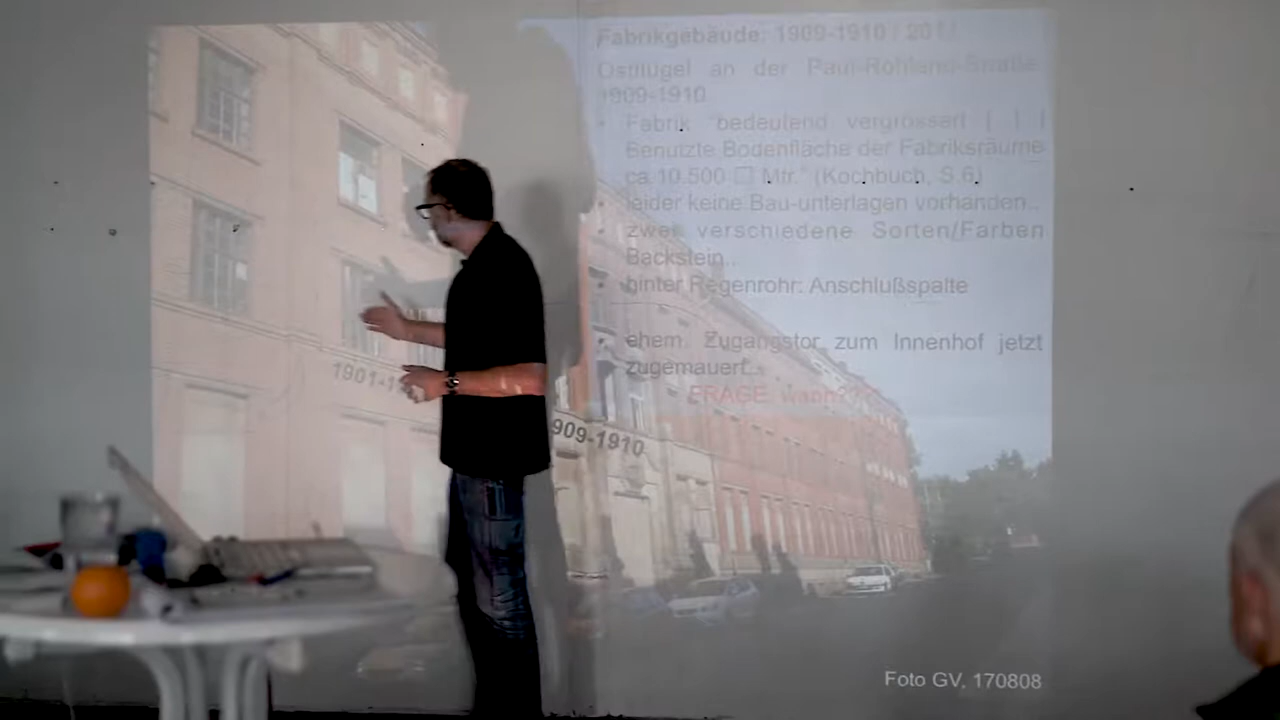 Fabrikgebäude: 1909-1910 / 2017
Ostflügel an der Paul-Rohland-Straße
1909-1910
Fabrik "bedeutend vergrossert [...]
Benutzte Bodenfläche der Fabriksräume
ca 10.500 □ Mtr." (Kochbuch, S.6)
leider keine Bau-unterlagen vorhanden..
zwei verschiedene Sorten/Farben
Backstein..
hinter Regenrohr: Anschlußspalte
ehem. Zugangstor zum Innenhof jetzt
zugemauert..
FRAGE: wann?
1901-1
909-1910
Foto GV, 170808